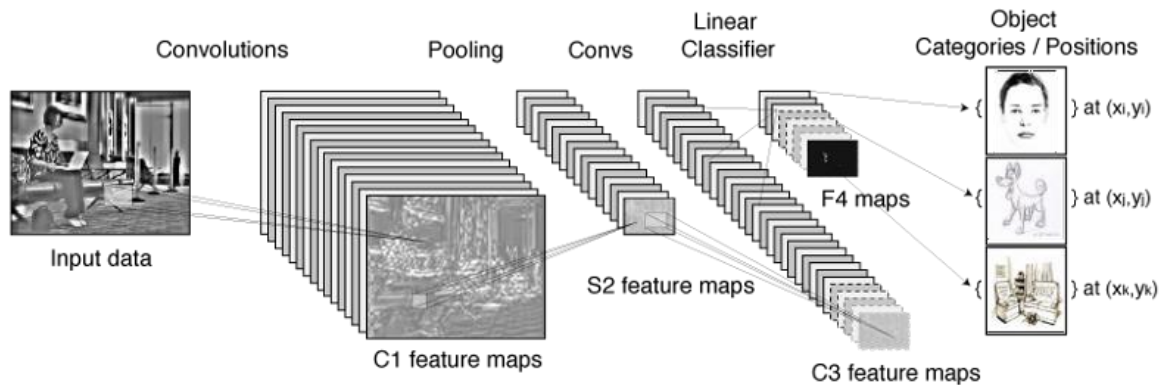 Convolutions
Pooling
Convs
Linear
Classifier
Object
Categories / Positions
{ } at (xi,yi)
{ } at (xj,yj)
{ } at (xk,yk)
Input data
C1 feature maps
S2 feature maps
F4 maps
C3 feature maps